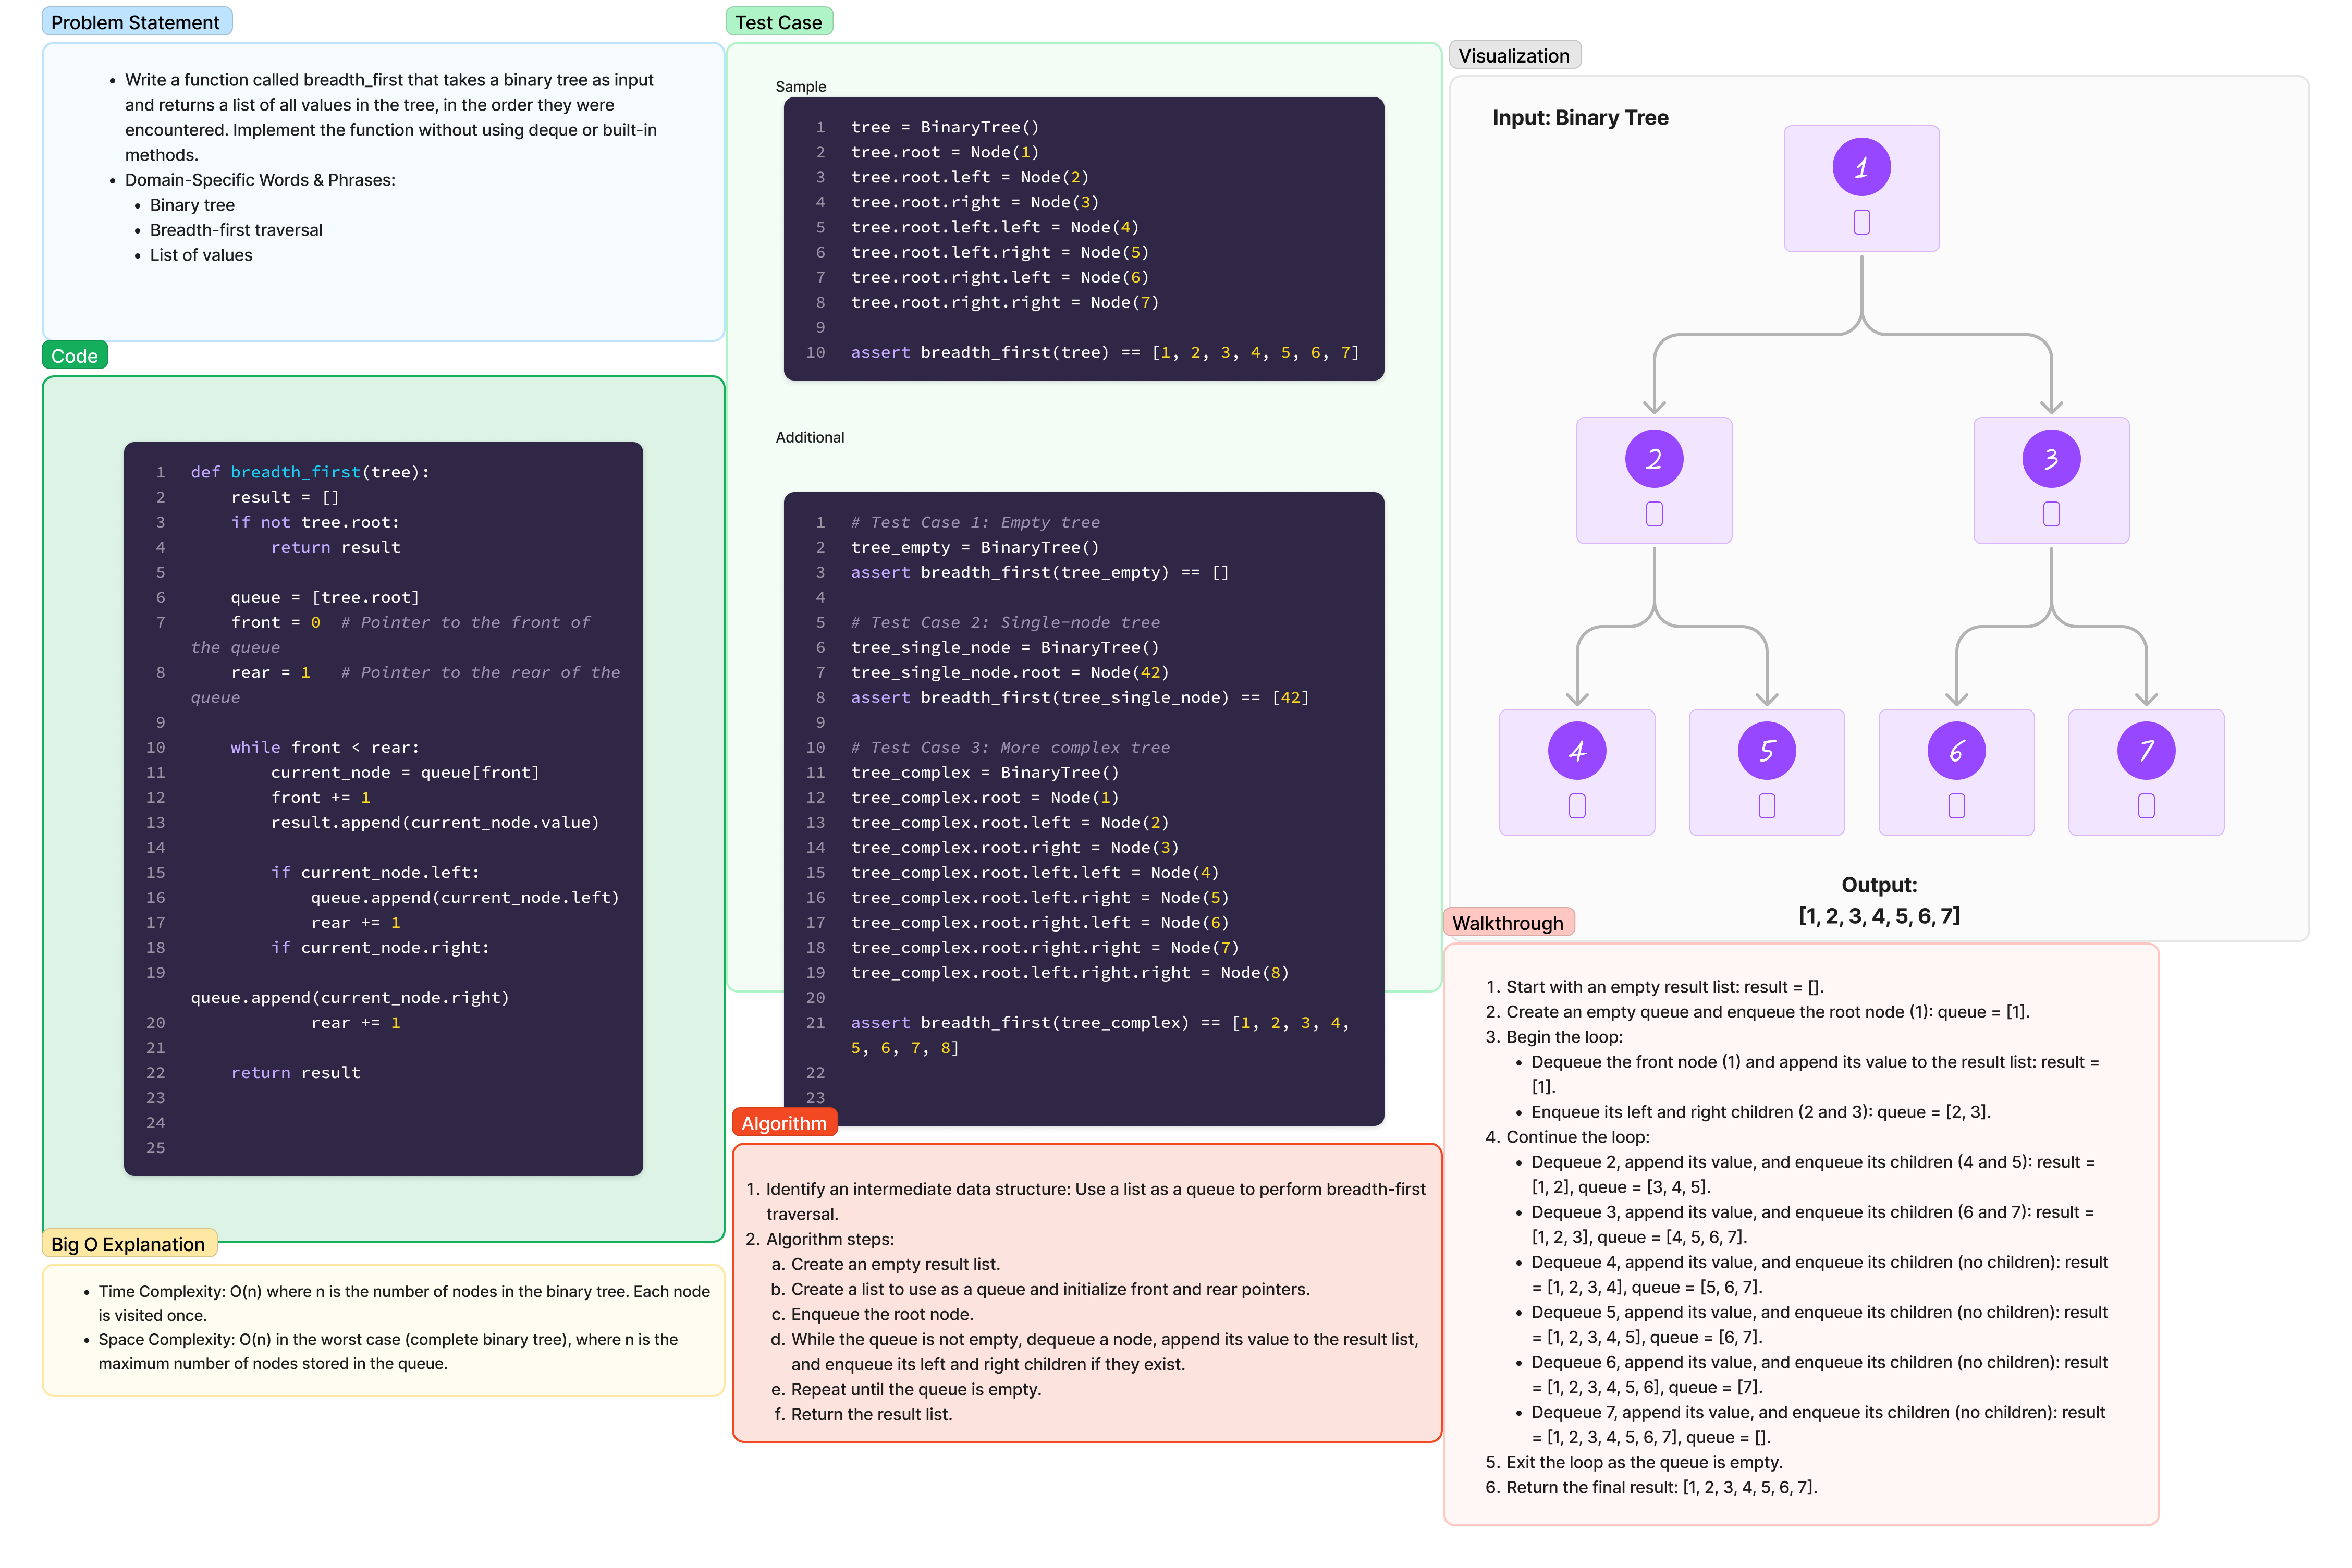 Problem Statement
• Write a function called breadth_first that takes a binary tree as input
and returns a list of all values in the tree, in the order they were
encountered. Implement the function without using deque or built-in
methods.
• Domain-Specific Words & Phrases:
• Binary tree
• Breadth-first traversal
• List of values
Code
1 def breadth_first(tree):
2     result = []
3     if not tree.root:
4         return result
5
6     queue = [tree.root]
7     front = 0  # Pointer to the front of
the queue
8     rear = 1   # Pointer to the rear of the
queue
9
10     while front < rear:
11         current_node = queue[front]
12         front += 1
13         result.append(current_node.value)
14
15         if current_node.left:
16             queue.append(current_node.left)
17             rear += 1
18         if current_node.right:
19
queue.append(current_node.right)
20             rear += 1
21
22     return result
23
24
25
Big O Explanation
• Time Complexity: O(n) where n is the number of nodes in the binary tree. Each node
is visited once.
• Space Complexity: O(n) in the worst case (complete binary tree), where n is the
maximum number of nodes stored in the queue.
Test Case
Sample
1 tree = BinaryTree()
2 tree.root = Node(1)
3 tree.root.left = Node(2)
4 tree.root.right = Node(3)
5 tree.root.left.left = Node(4)
6 tree.root.left.right = Node(5)
7 tree.root.right.left = Node(6)
8 tree.root.right.right = Node(7)
9
10 assert breadth_first(tree) == [1, 2, 3, 4, 5, 6, 7]
Additional
1 # Test Case 1: Empty tree
2 tree_empty = BinaryTree()
3 assert breadth_first(tree_empty) == []
4
5 # Test Case 2: Single-node tree
6 tree_single_node = BinaryTree()
7 tree_single_node.root = Node(42)
8 assert breadth_first(tree_single_node) == [42]
9
10 # Test Case 3: More complex tree
11 tree_complex = BinaryTree()
12 tree_complex.root = Node(1)
13 tree_complex.root.left = Node(2)
14 tree_complex.root.right = Node(3)
15 tree_complex.root.left.left = Node(4)
16 tree_complex.root.left.right = Node(5)
17 tree_complex.root.right.left = Node(6)
18 tree_complex.root.right.right = Node(7)
19 tree_complex.root.left.right.right = Node(8)
20
21 assert breadth_first(tree_complex) == [1, 2, 3, 4,
5, 6, 7, 8]
22
23
Algorithm
1. Identify an intermediate data structure: Use a list as a queue to perform breadth-first
traversal.
2. Algorithm steps:
a. Create an empty result list.
b. Create a list to use as a queue and initialize front and rear pointers.
c. Enqueue the root node.
d. While the queue is not empty, dequeue a node, append its value to the result list,
and enqueue its left and right children if they exist.
e. Repeat until the queue is empty.
f. Return the result list.
Visualization
Input: Binary Tree
1
2 3
4 5 6 7
Output:
[1, 2, 3, 4, 5, 6, 7]
Walkthrough
1. Start with an empty result list: result = [].
2. Create an empty queue and enqueue the root node (1): queue = [1].
3. Begin the loop:
• Dequeue the front node (1) and append its value to the result list: result =
[1].
• Enqueue its left and right children (2 and 3): queue = [2, 3].
4. Continue the loop:
• Dequeue 2, append its value, and enqueue its children (4 and 5): result =
[1, 2], queue = [3, 4, 5].
• Dequeue 3, append its value, and enqueue its children (6 and 7): result =
[1, 2, 3], queue = [4, 5, 6, 7].
• Dequeue 4, append its value, and enqueue its children (no children): result
= [1, 2, 3, 4], queue = [5, 6, 7].
• Dequeue 5, append its value, and enqueue its children (no children): result
= [1, 2, 3, 4, 5], queue = [6, 7].
• Dequeue 6, append its value, and enqueue its children (no children): result
= [1, 2, 3, 4, 5, 6], queue = [7].
• Dequeue 7, append its value, and enqueue its children (no children): result
= [1, 2, 3, 4, 5, 6, 7], queue = [].
5. Exit the loop as the queue is empty.
6. Return the final result: [1, 2, 3, 4, 5, 6, 7].